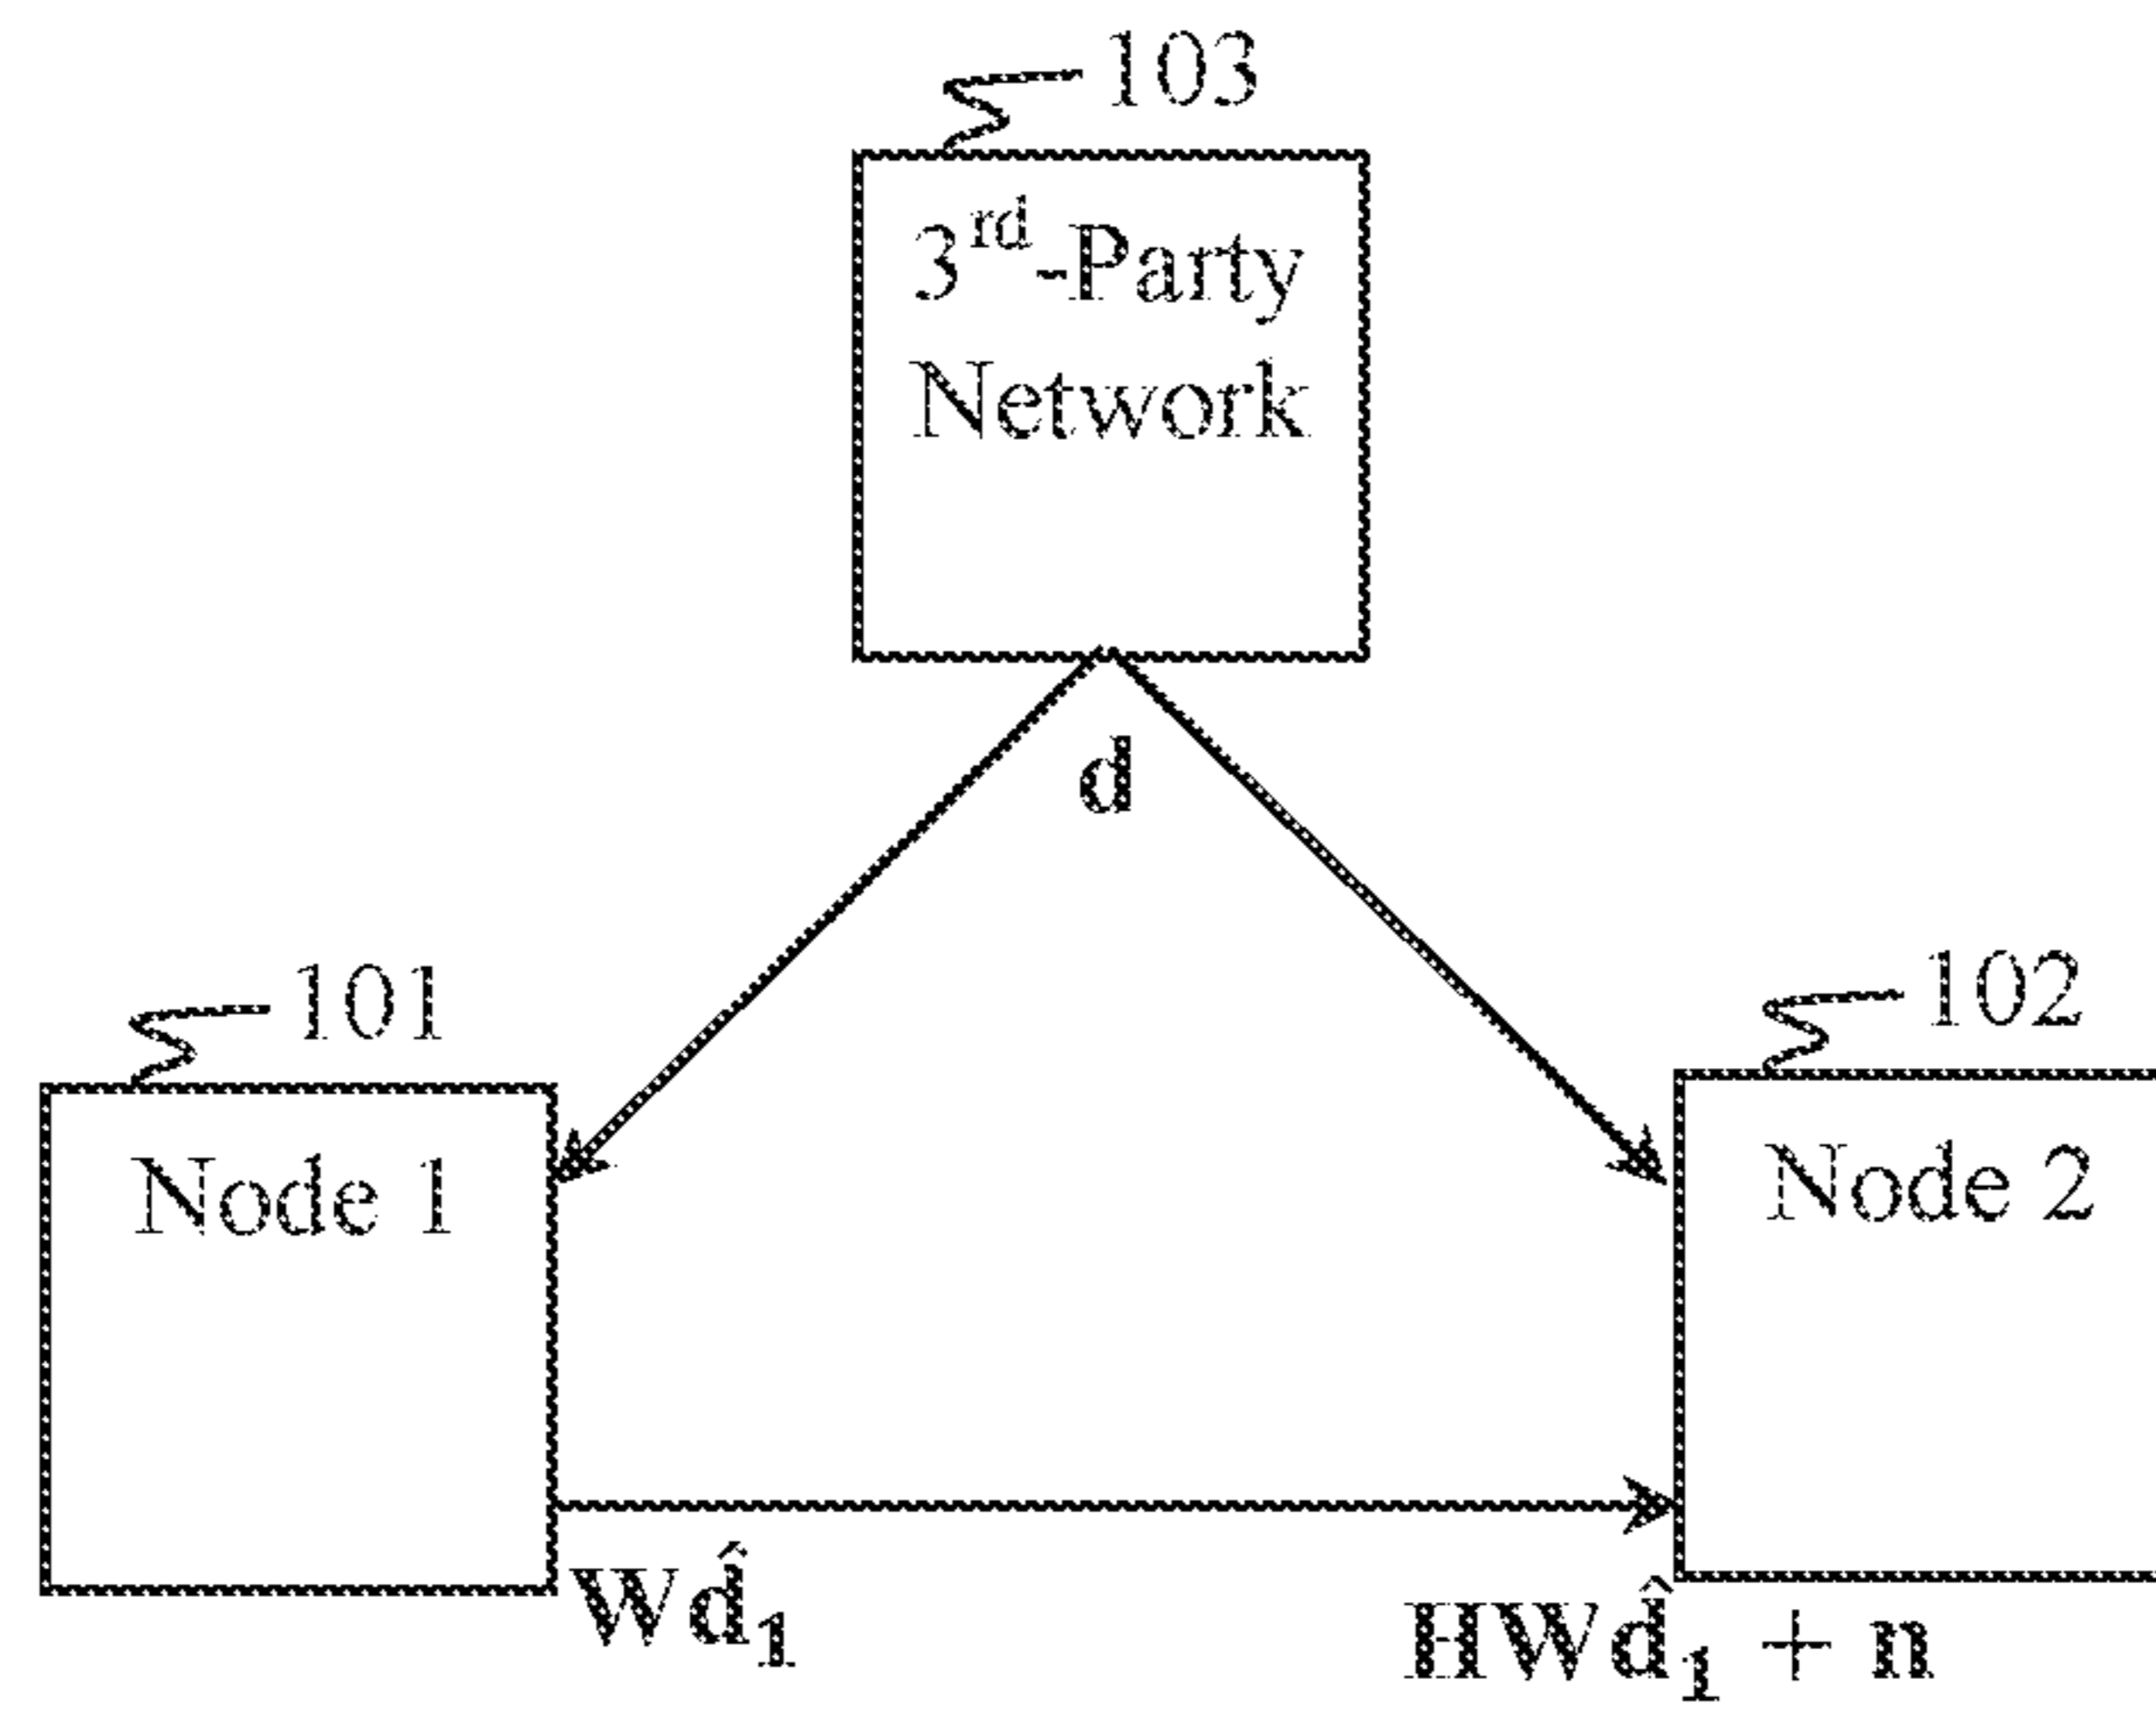 103
3rd-Party
Network
d
101
102
Node 1
Node 2
Wd̂1
HWd̂1 + n